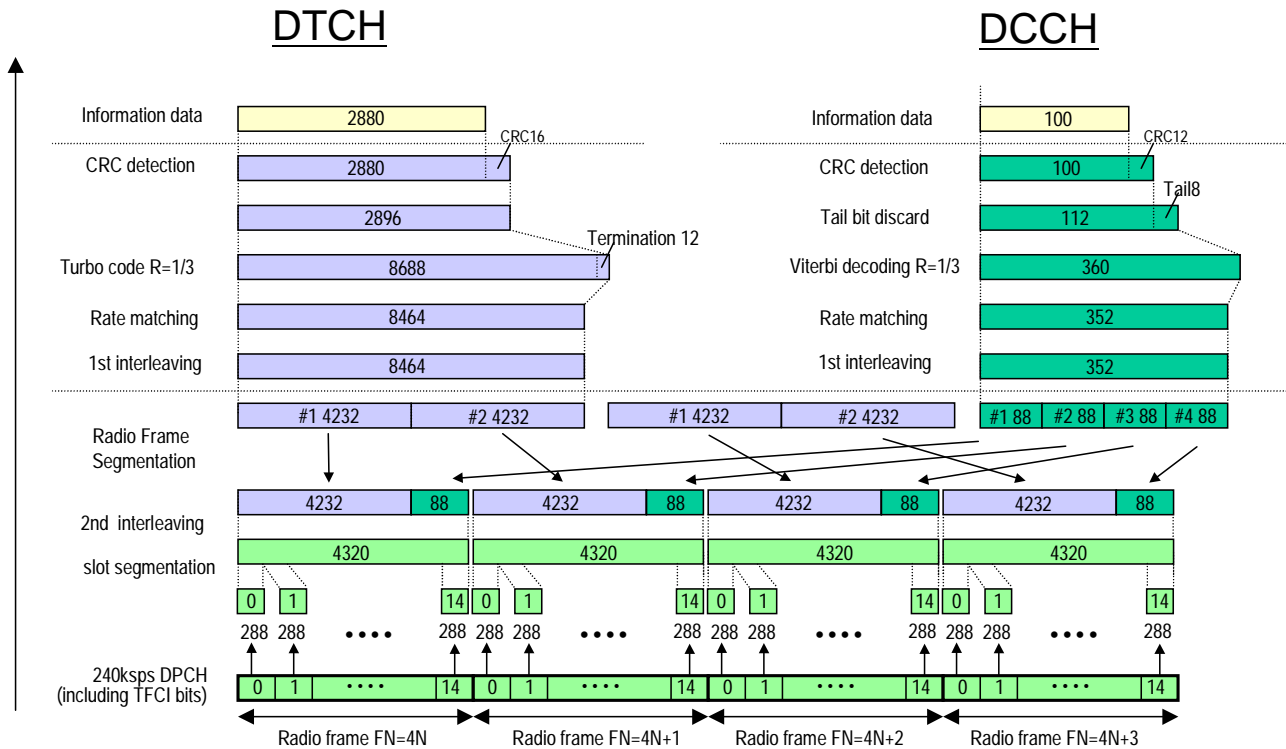 DTCH DCCH
Information data 2880 Information data 100
CRC16 CRC12
CRC detection 2880 CRC detection 100
Tail8
2896 Tail bit discard 112
Termination 12
Turbo code R=1/3 8688 Viterbi decoding R=1/3 360
Rate matching 8464 Rate matching 352
1st interleaving 8464 1st interleaving 352
#1 4232 #2 4232 #1 4232 #2 4232 #1 88 #2 88 #3 88 #4 88
Radio Frame
Segmentation
4232 88 4232 88 4232 88 4232 88
2nd interleaving
4320 4320 4320 4320
slot segmentation
0 1 14 0 1 14 0 1 14 0 1 14
288 288 •••• 288 288 288 •••• 288 288 288 •••• 288 288 288 •••• 288
240ksps DPCH
(including TFCI bits)
0 1 •••• 14 0 1 •••• 14 0 1 •••• 14 0 1 •••• 14
Radio frame FN=4N Radio frame FN=4N+1 Radio frame FN=4N+2 Radio frame FN=4N+3